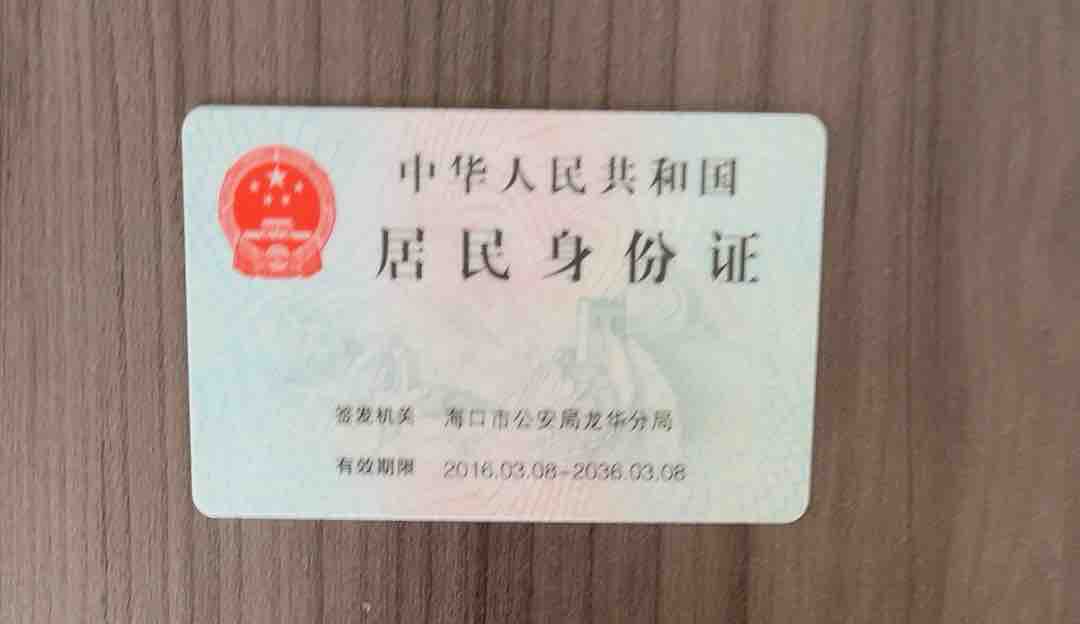 中华人民共和国
居民身份证
签发机关 海口市公安局龙华分局
有效期限 2016.03.08-2036.03.08